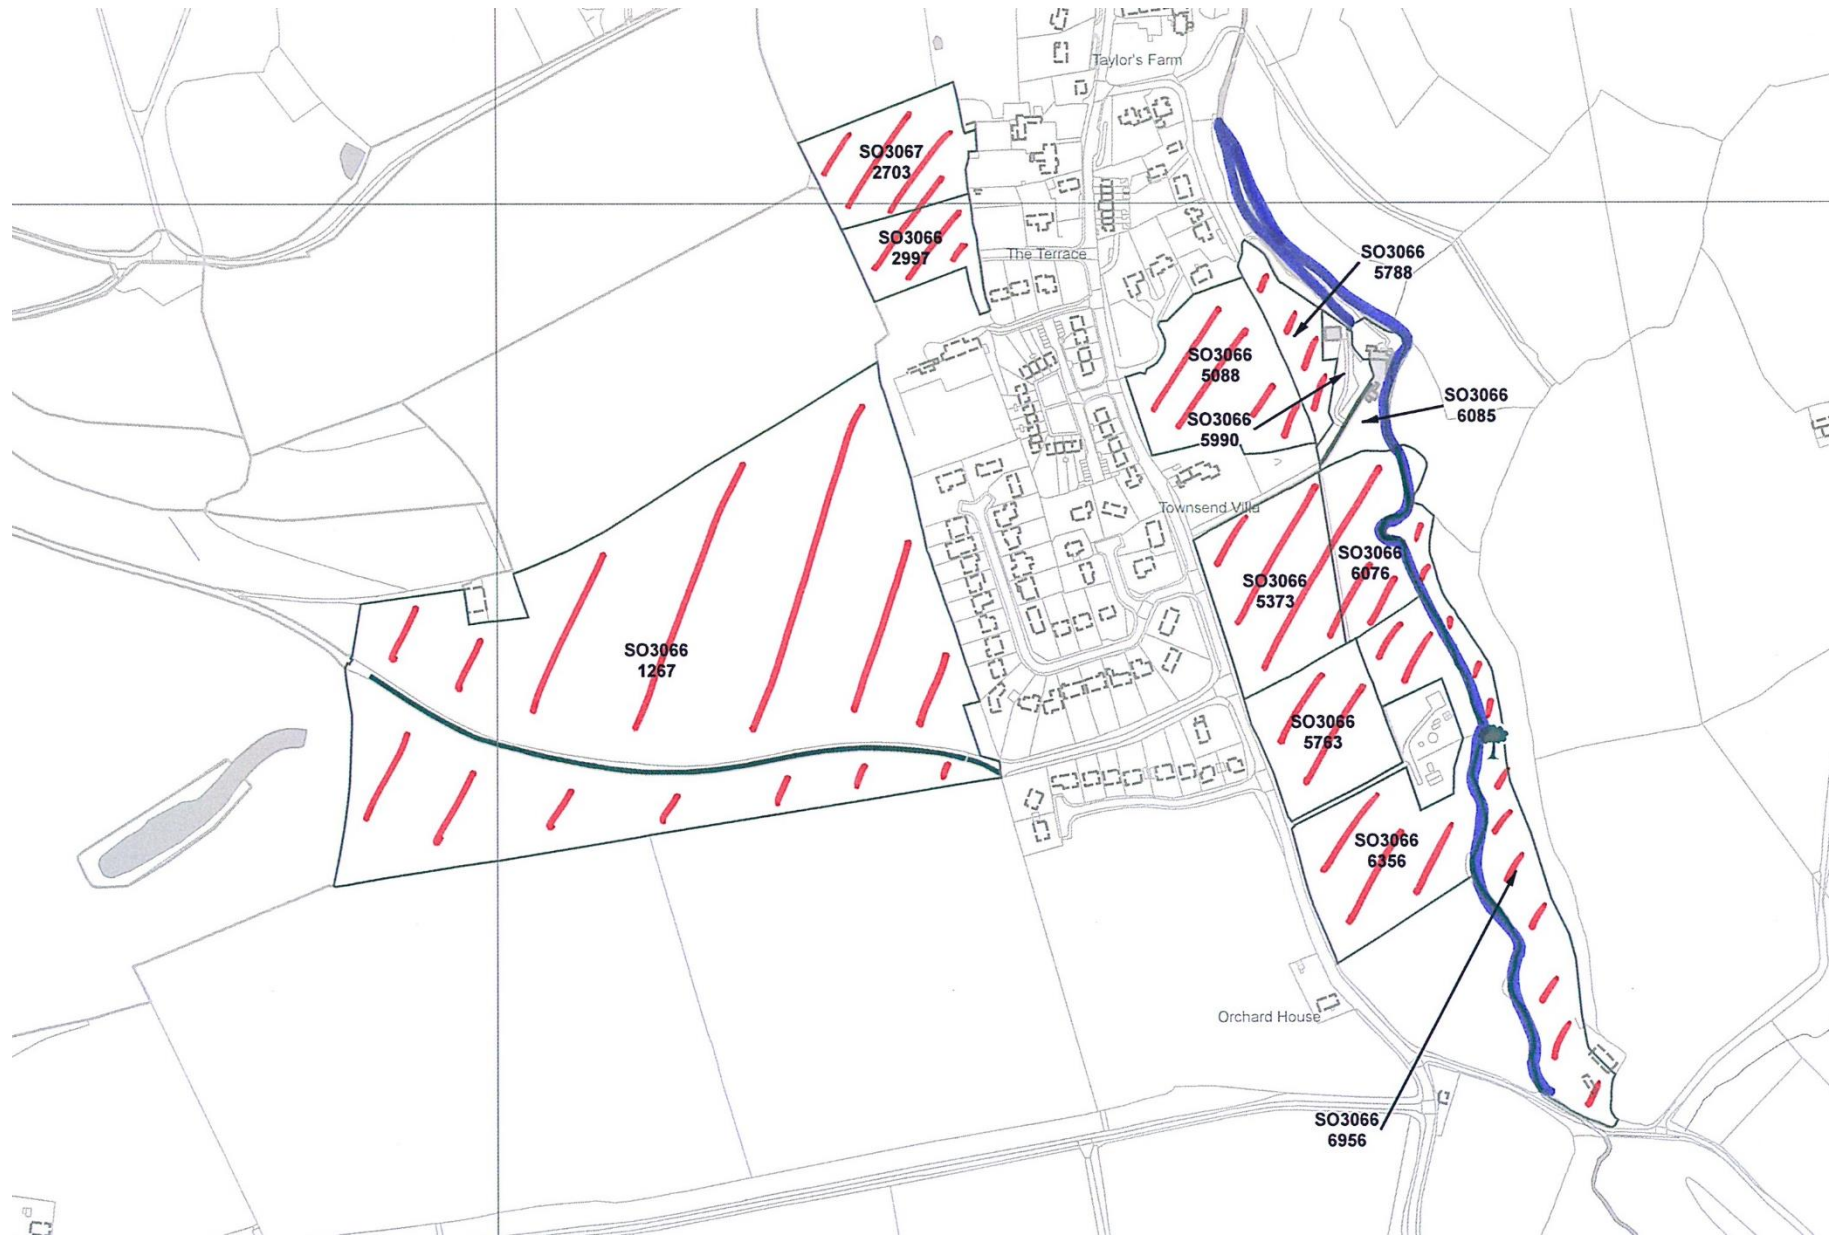 Taylor's Farm
SO3067
2703
SO3066
2997
The Terrace
SO3066
5788
SO3066
5088
SO3066
5990
SO3066
6085
Townsend Villa
SO3066
6076
SO3066
5373
SO3066
1267
SO3066
5763
SO3066
6356
Orchard House
SO3066
6956